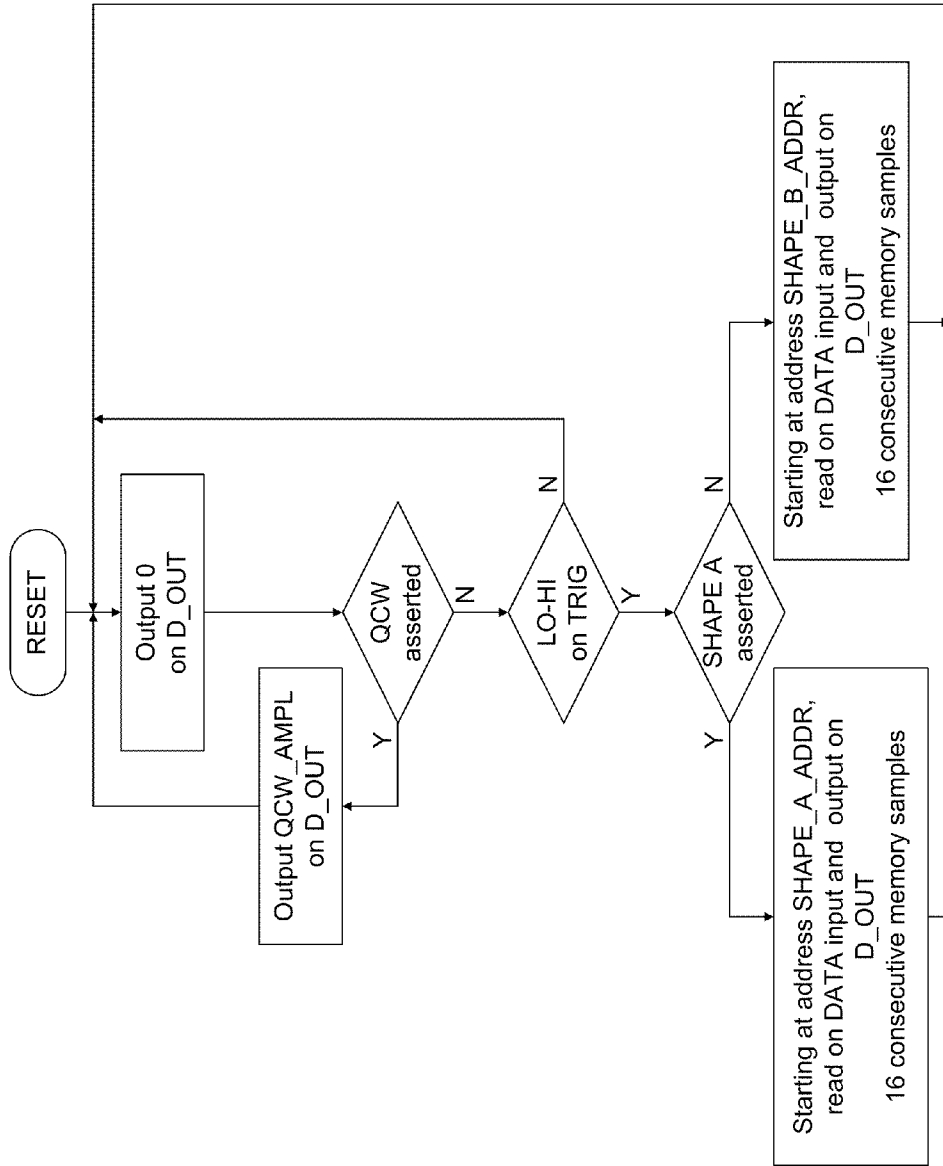 RESET
Output 0
on D_OUT
Output QCW_AMPL
on D_OUT
QCW
asserted
Y
N
LO-HI
on TRIG
N
Y
SHAPE A
asserted
Y
N
Starting at address SHAPE_A_ADDR,
read on DATA input and output on
D_OUT
16 consecutive memory samples
Starting at address SHAPE_B_ADDR,
read on DATA input and output on
D_OUT
16 consecutive memory samples